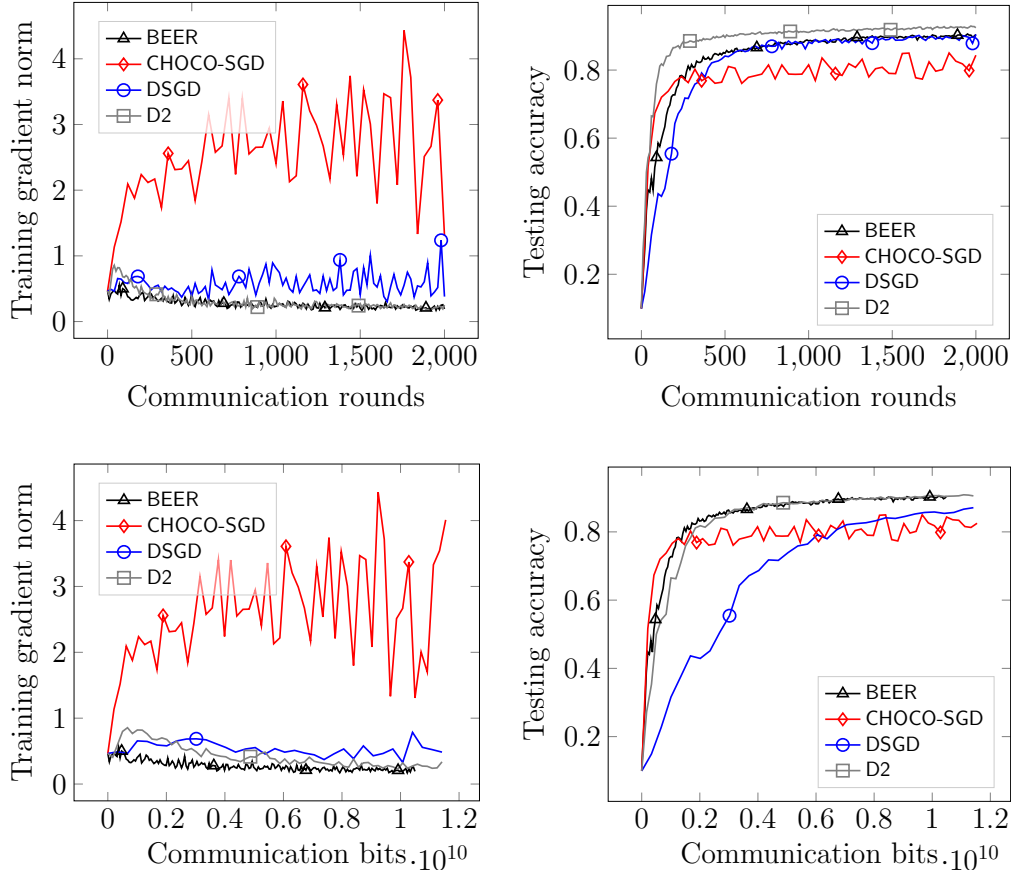 Training gradient norm
4
3
2
1
0
BEER
CHOCO-SGD
DSGD
D2
0 500 1,000 1,500 2,000
Communication rounds
Testing accuracy
0.8
0.6
0.4
0.2
BEER
CHOCO-SGD
DSGD
D2
0 500 1,000 1,500 2,000
Communication rounds
Training gradient norm
4
3
2
1
0
BEER
CHOCO-SGD
DSGD
D2
0 0.2 0.4 0.6 0.8 1 1.2
Communication bits ·10^10
Testing accuracy
0.8
0.6
0.4
0.2
BEER
CHOCO-SGD
DSGD
D2
0 0.2 0.4 0.6 0.8 1 1.2
Communication bits ·10^10